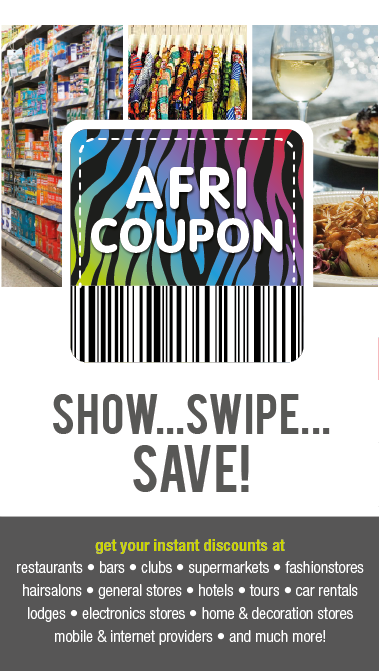 AFRI
COUPON
SHOW...SWIPE...
SAVE!
get your instant discounts at
restaurants • bars • clubs • supermarkets • fashionstores
hairsalons • general stores • hotels • tours • car rentals
lodges • electronics stores • home & decoration stores
mobile & internet providers • and much more!